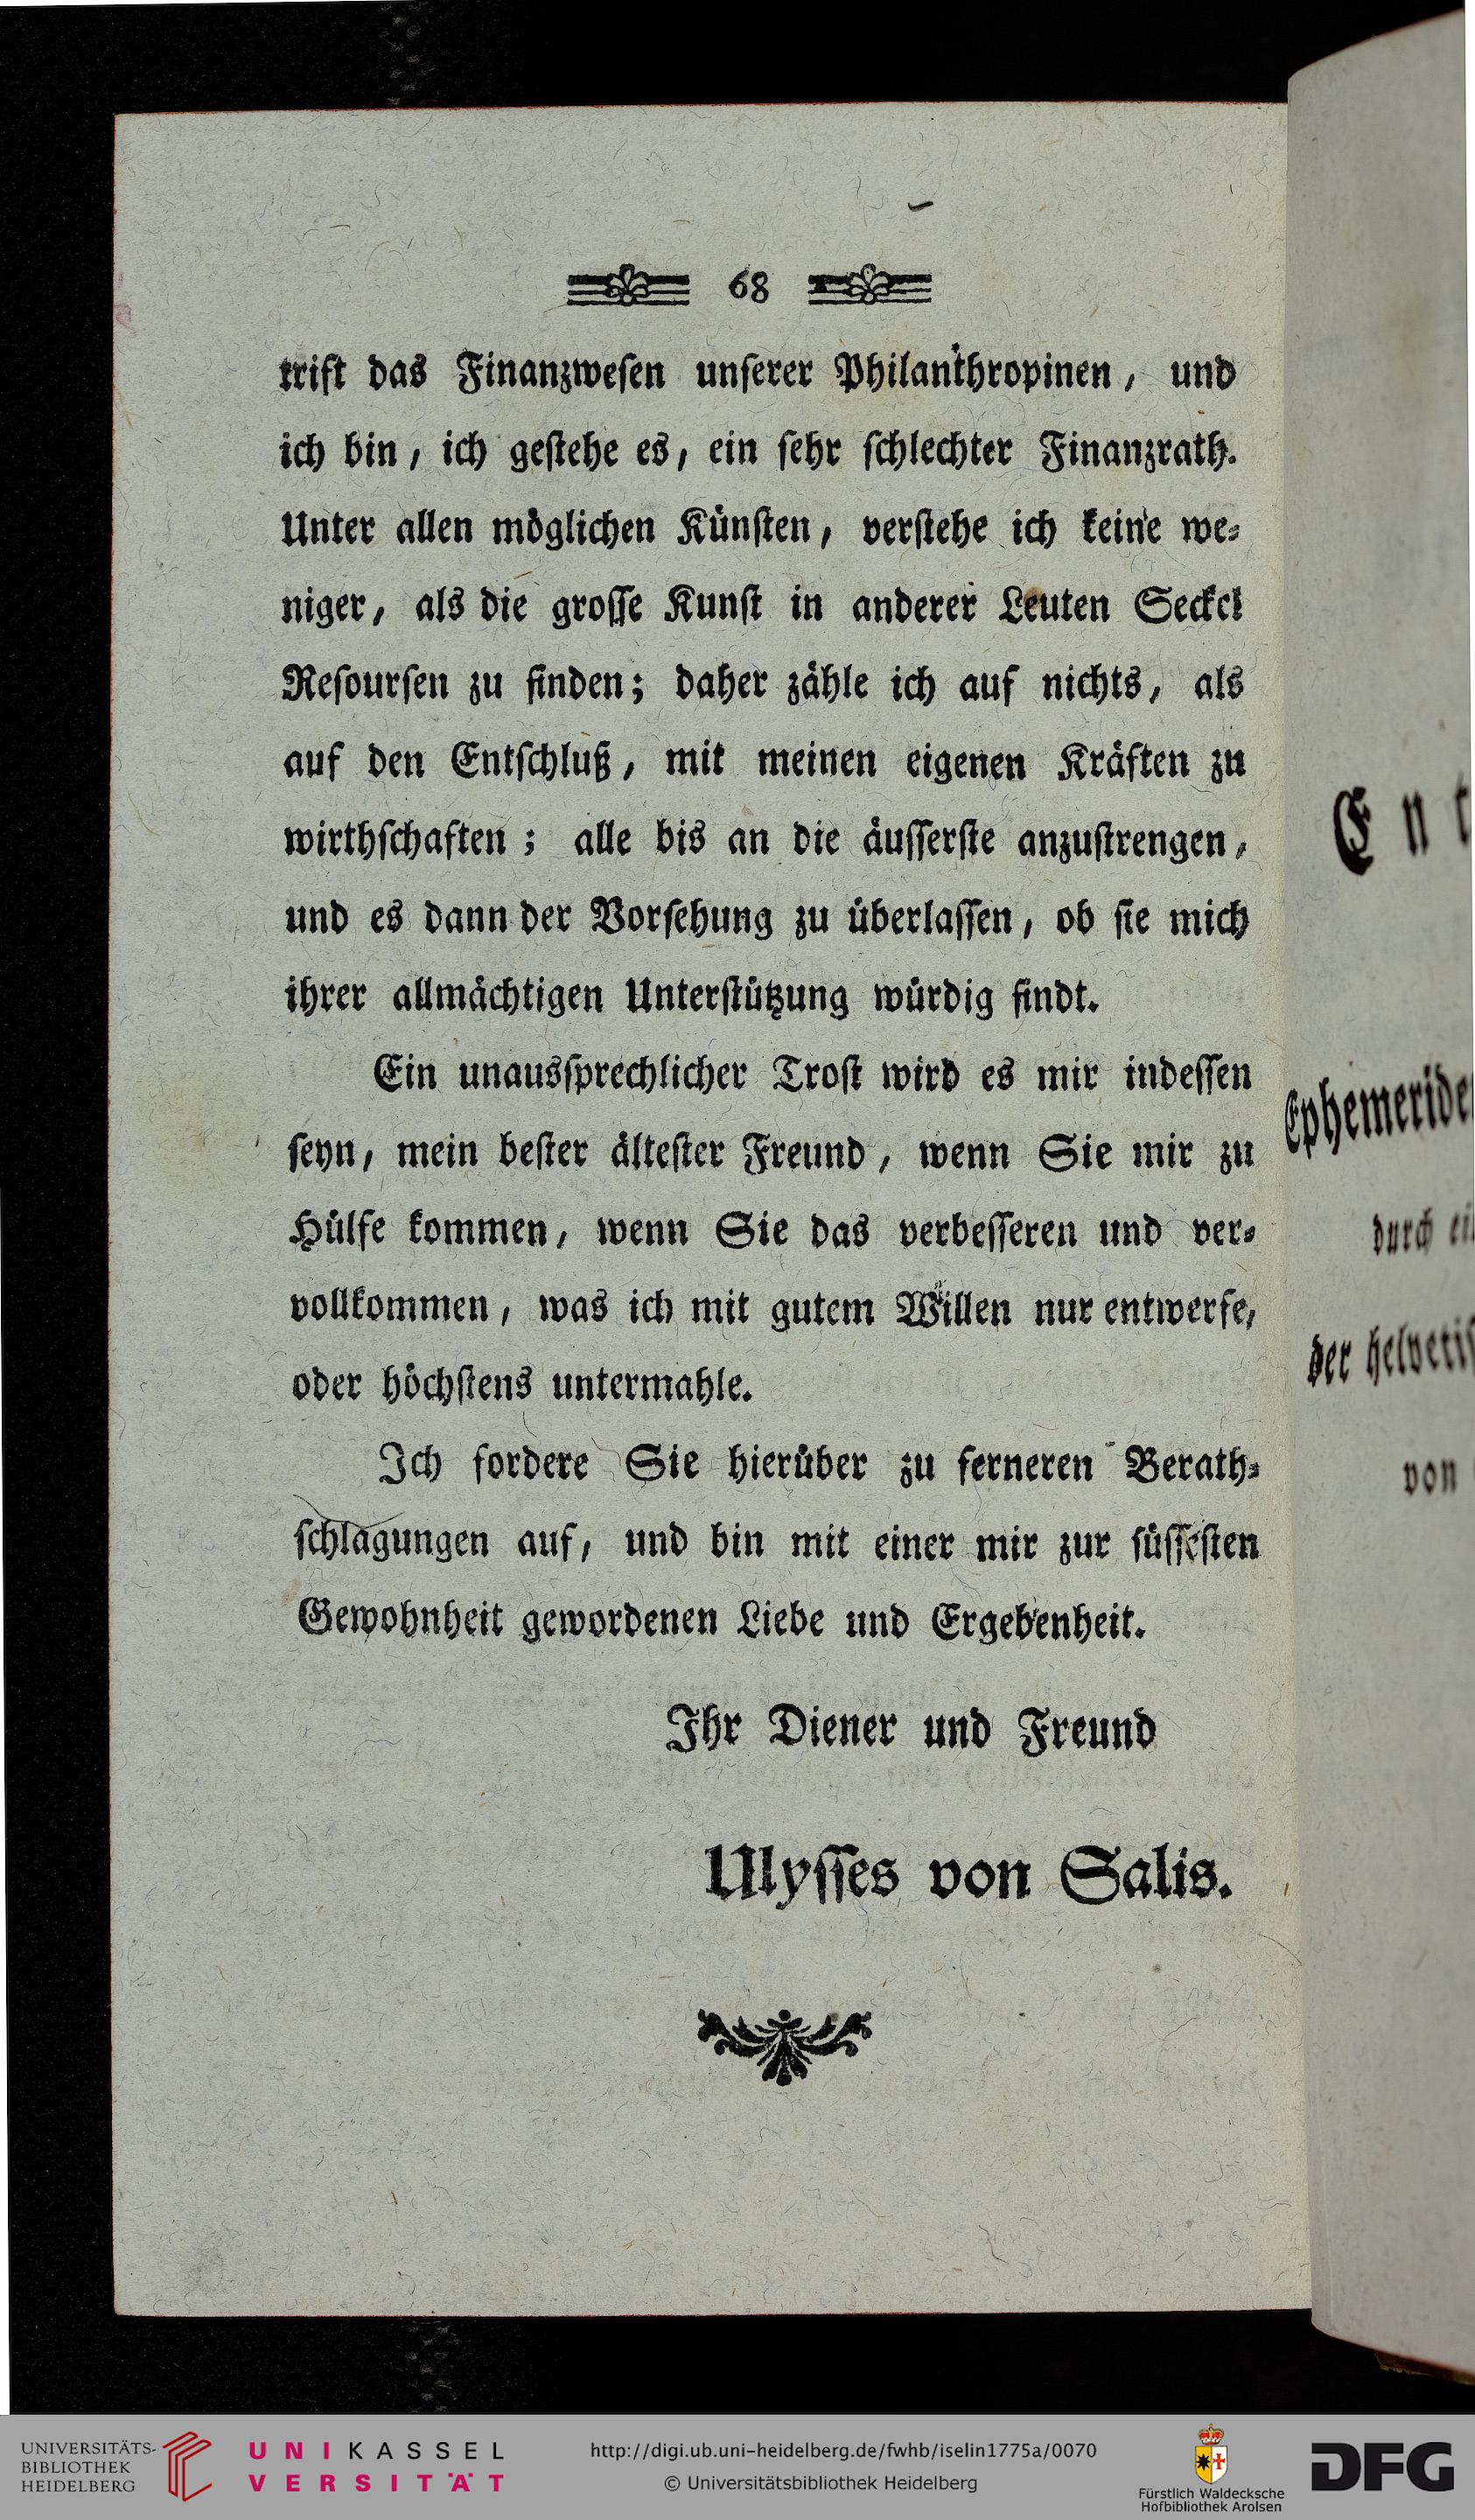 68
trift das Finanzwesen unserer Philanthropinen, und
ich bin, ich gestehe es, ein sehr schlechter Finanzrath.
Unter allen möglichen Künsten, verstehe ich keine we-
niger, als die grosse Kunst in anderer Leuten Seckel
Resoursen zu finden; daher zähle ich auf nichts, als
auf den Entschluß, mit meinen eigenen Kräften zu
wirthschaften; alle bis an die äusserste anzustrengen,
und es dann der Vorsehung zu überlassen, ob sie mich
ihrer allmächtigen Unterstützung würdig findt.
Ein unaussprechlicher Trost wird es mir indessen
seyn, mein bester ältester Freund, wenn Sie mir zu
Hülfe kommen, wenn Sie das verbesseren und ver-
vollkommen, was ich mit gutem Willen nur entwerfe,
oder höchstens untermahle.
Ich fordere Sie hierüber zu ferneren Berath-
schlagungen auf, und bin mit einer mir zur süssesten
Gewohnheit gewordenen Liebe und Ergebenheit.
Ihr Diener und Freund
Ulysses von Salis.
Ent
Ephemeride
durch ei
der helvetis
von
UNIVERSITÄTS-
BIBLIOTHEK
HEIDELBERG
UNIKASSEL
VERSITÄT
http://digi.ub.uni-heidelberg.de/fwhb/iselin1775a/0070
© Universitätsbibliothek Heidelberg
Fürstlich Waldecksche
Hofbibliothek Arolsen
DFG